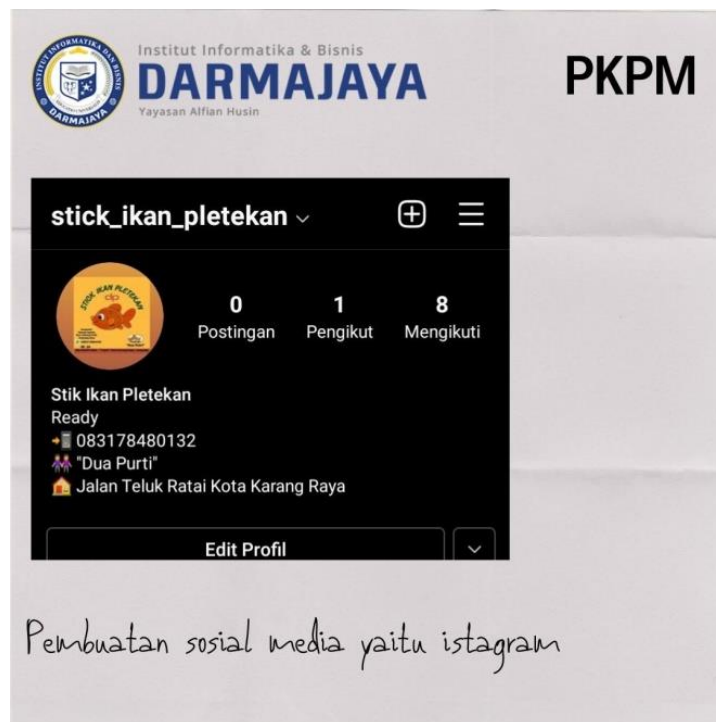 Institut Informatika & Bisnis
DARMAJAYA
Yayasan Alfian Husin
PKPM
stick_ikan_pletekan
0 1 8
Postingan Pengikut Mengikuti
Stik Ikan Pletekan
Ready
083178480132
"Dua Purti"
Jalan Teluk Ratai Kota Karang Raya
Edit Profil
Pembuatan sosial media yaitu istagram